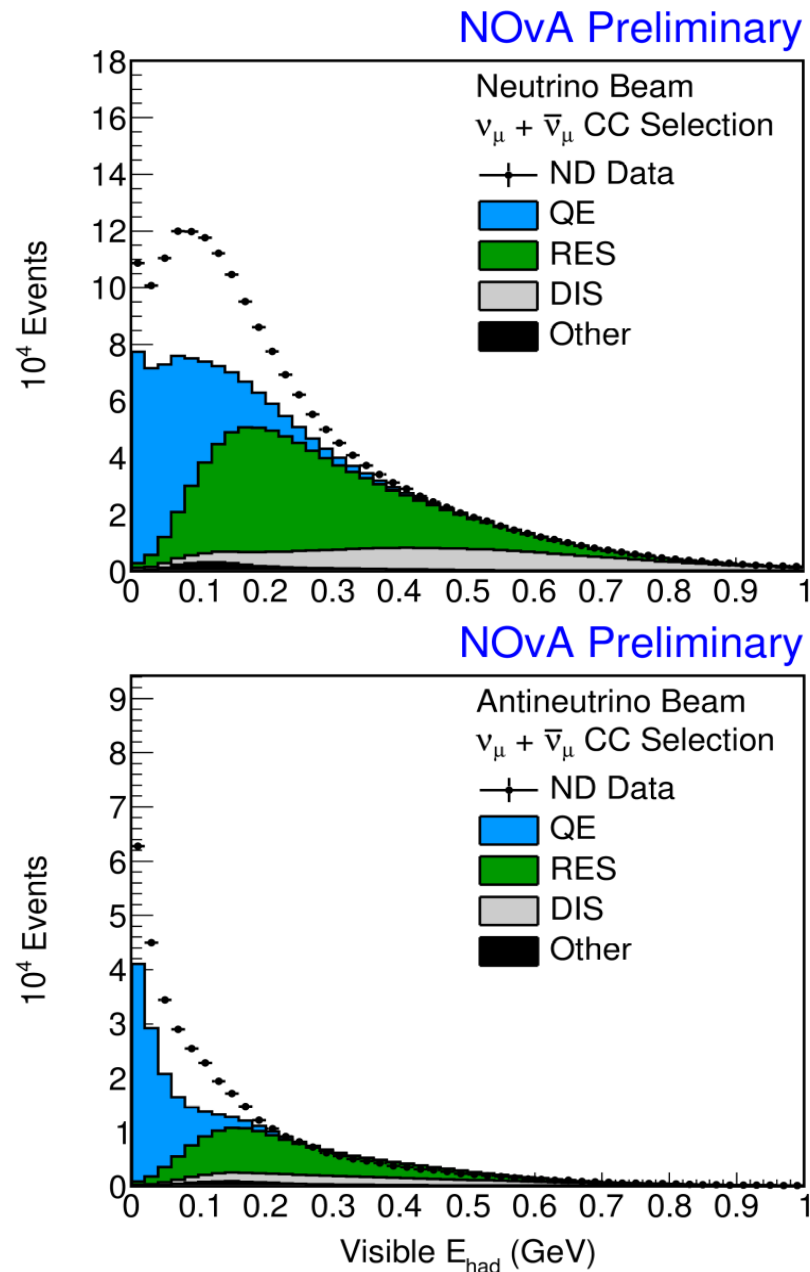 NOvA Preliminary
18
16
14
12
10
8
6
4
2
0
10⁴ Events
Neutrino Beam
νμ + ν̄μ CC Selection
ND Data
QE
RES
DIS
Other
0 0.1 0.2 0.3 0.4 0.5 0.6 0.7 0.8 0.9 1
NOvA Preliminary
9
8
7
6
5
4
3
2
1
0
10⁴ Events
Antineutrino Beam
νμ + ν̄μ CC Selection
ND Data
QE
RES
DIS
Other
0 0.1 0.2 0.3 0.4 0.5 0.6 0.7 0.8 0.9 1
Visible E_had (GeV)